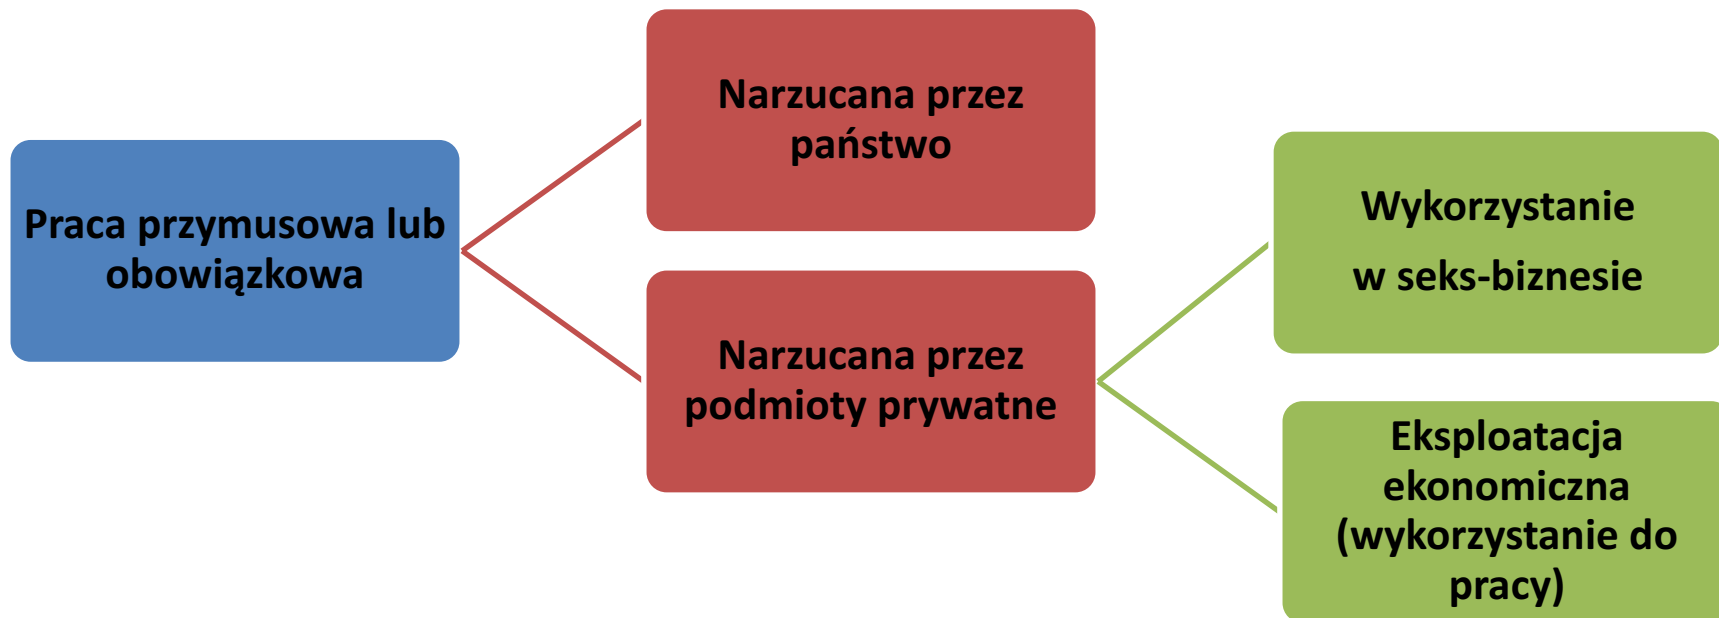 Praca przymusowa lub
obowiązkowa
Narzucana przez
państwo
Narzucana przez
podmioty prywatne
Wykorzystanie
w seks-biznesie
Eksploatacja
ekonomiczna
(wykorzystanie do
pracy)